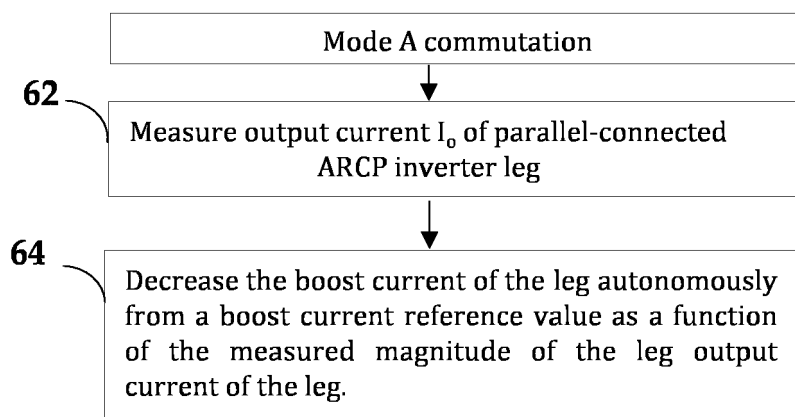 Mode A commutation
62
Measure output current Iₒ of parallel-connected
ARCP inverter leg
64
Decrease the boost current of the leg autonomously
from a boost current reference value as a function
of the measured magnitude of the leg output
current of the leg.